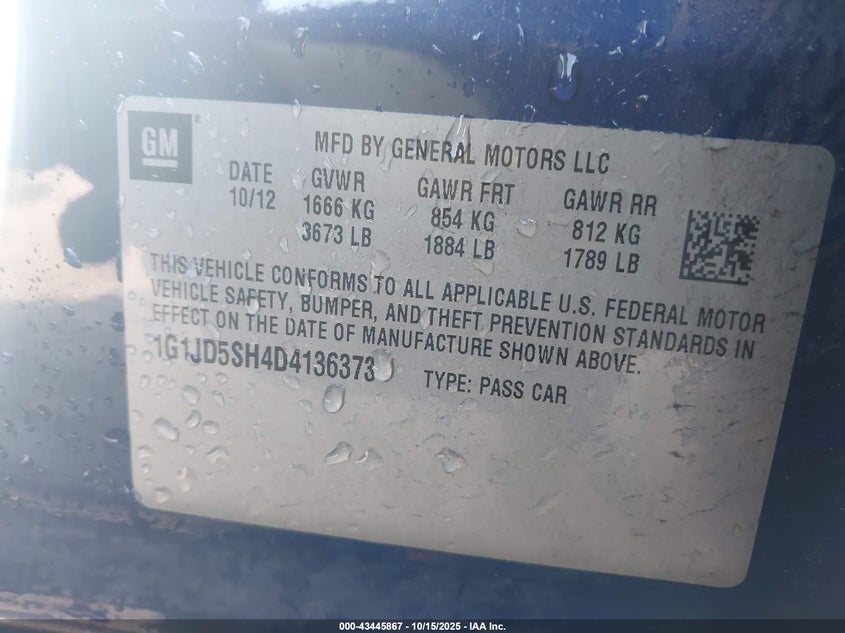 GM®
MFD BY GENERAL MOTORS LLC
DATE GVWR GAWR FRT GAWR RR
10/12 1666 KG 854 KG 812 KG
3673 LB 1884 LB 1789 LB
THIS VEHICLE CONFORMS TO ALL APPLICABLE U.S. FEDERAL MOTOR
VEHICLE SAFETY, BUMPER, AND THEFT PREVENTION STANDARDS IN
EFFECT ON THE DATE OF MANUFACTURE SHOWN ABOVE.
1G1JD5SH4D4136373 TYPE: PASS CAR
000-43445867 - 10/15/2025 - IAA Inc.